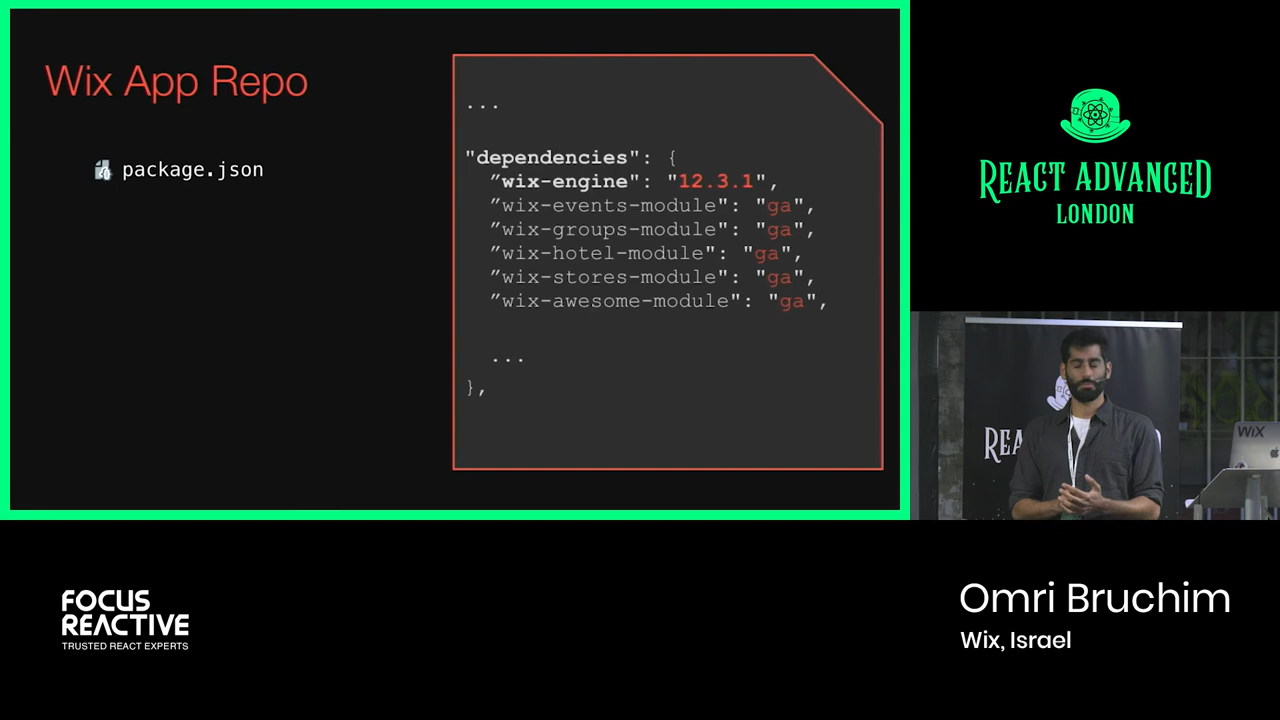 Wix App Repo
package.json
...
"dependencies": {
”wix-engine": "12.3.1",
”wix-events-module": "ga",
”wix-groups-module": "ga",
”wix-hotel-module": "ga",
”wix-stores-module": "ga",
”wix-awesome-module": "ga",
...
},
REACT ADVANCED
LONDON
REA
WiX
FOCUS
REACTIVE
TRUSTED REACT EXPERTS
Omri Bruchim
Wix, Israel